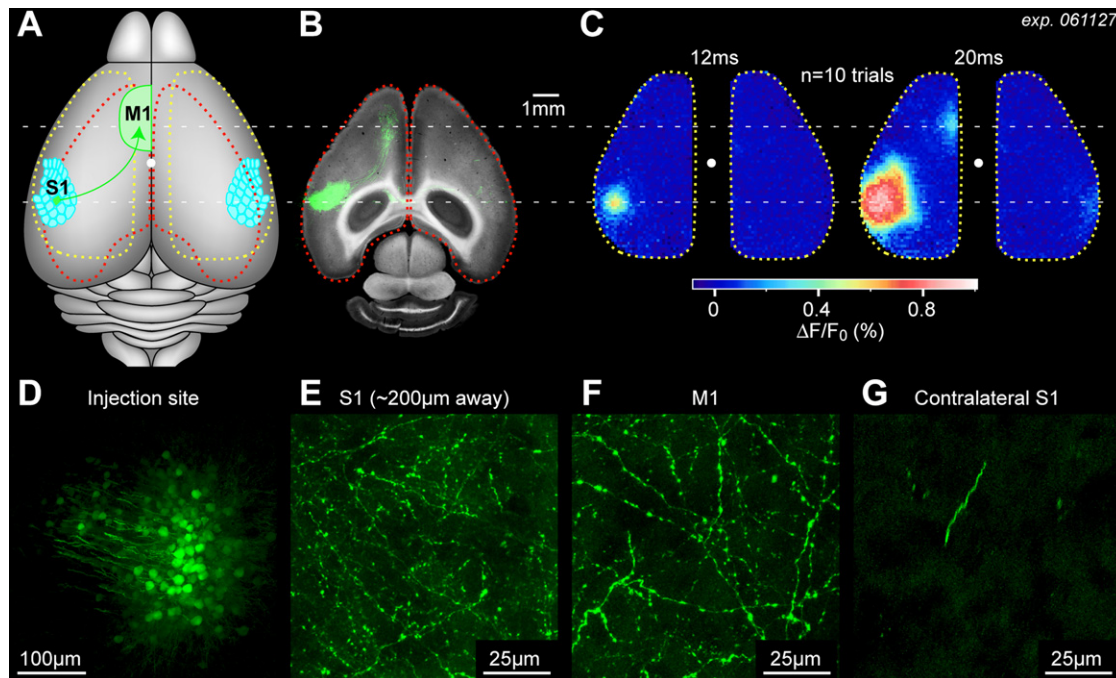 A
B
C
exp. 061127
M1
S1
1mm
12ms
n=10 trials
20ms
0
0.4
0.8
ΔF/F₀ (%)
D
Injection site
E
S1 (~200µm away)
F
M1
G
Contralateral S1
100µm
25µm
25µm
25µm